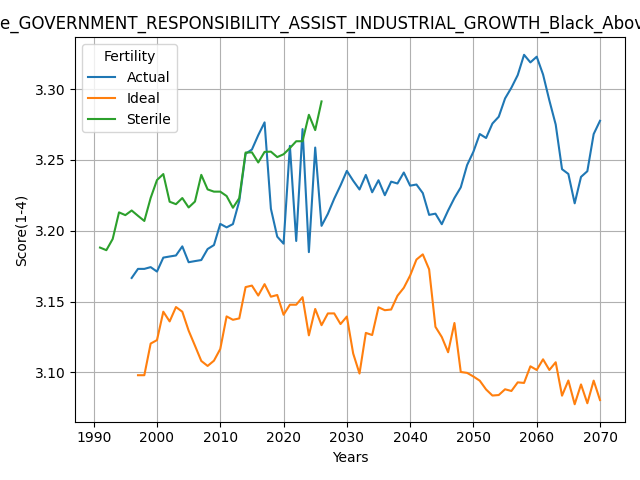 e_GOVERNMENT_RESPONSIBILITY_ASSIST_INDUSTRIAL_GROWTH_Black_Abov
Fertility
Actual
Ideal
Sterile
Score(1-4)
3.30
3.25
3.20
3.15
3.10
1990 2000 2010 2020 2030 2040 2050 2060 2070
Years